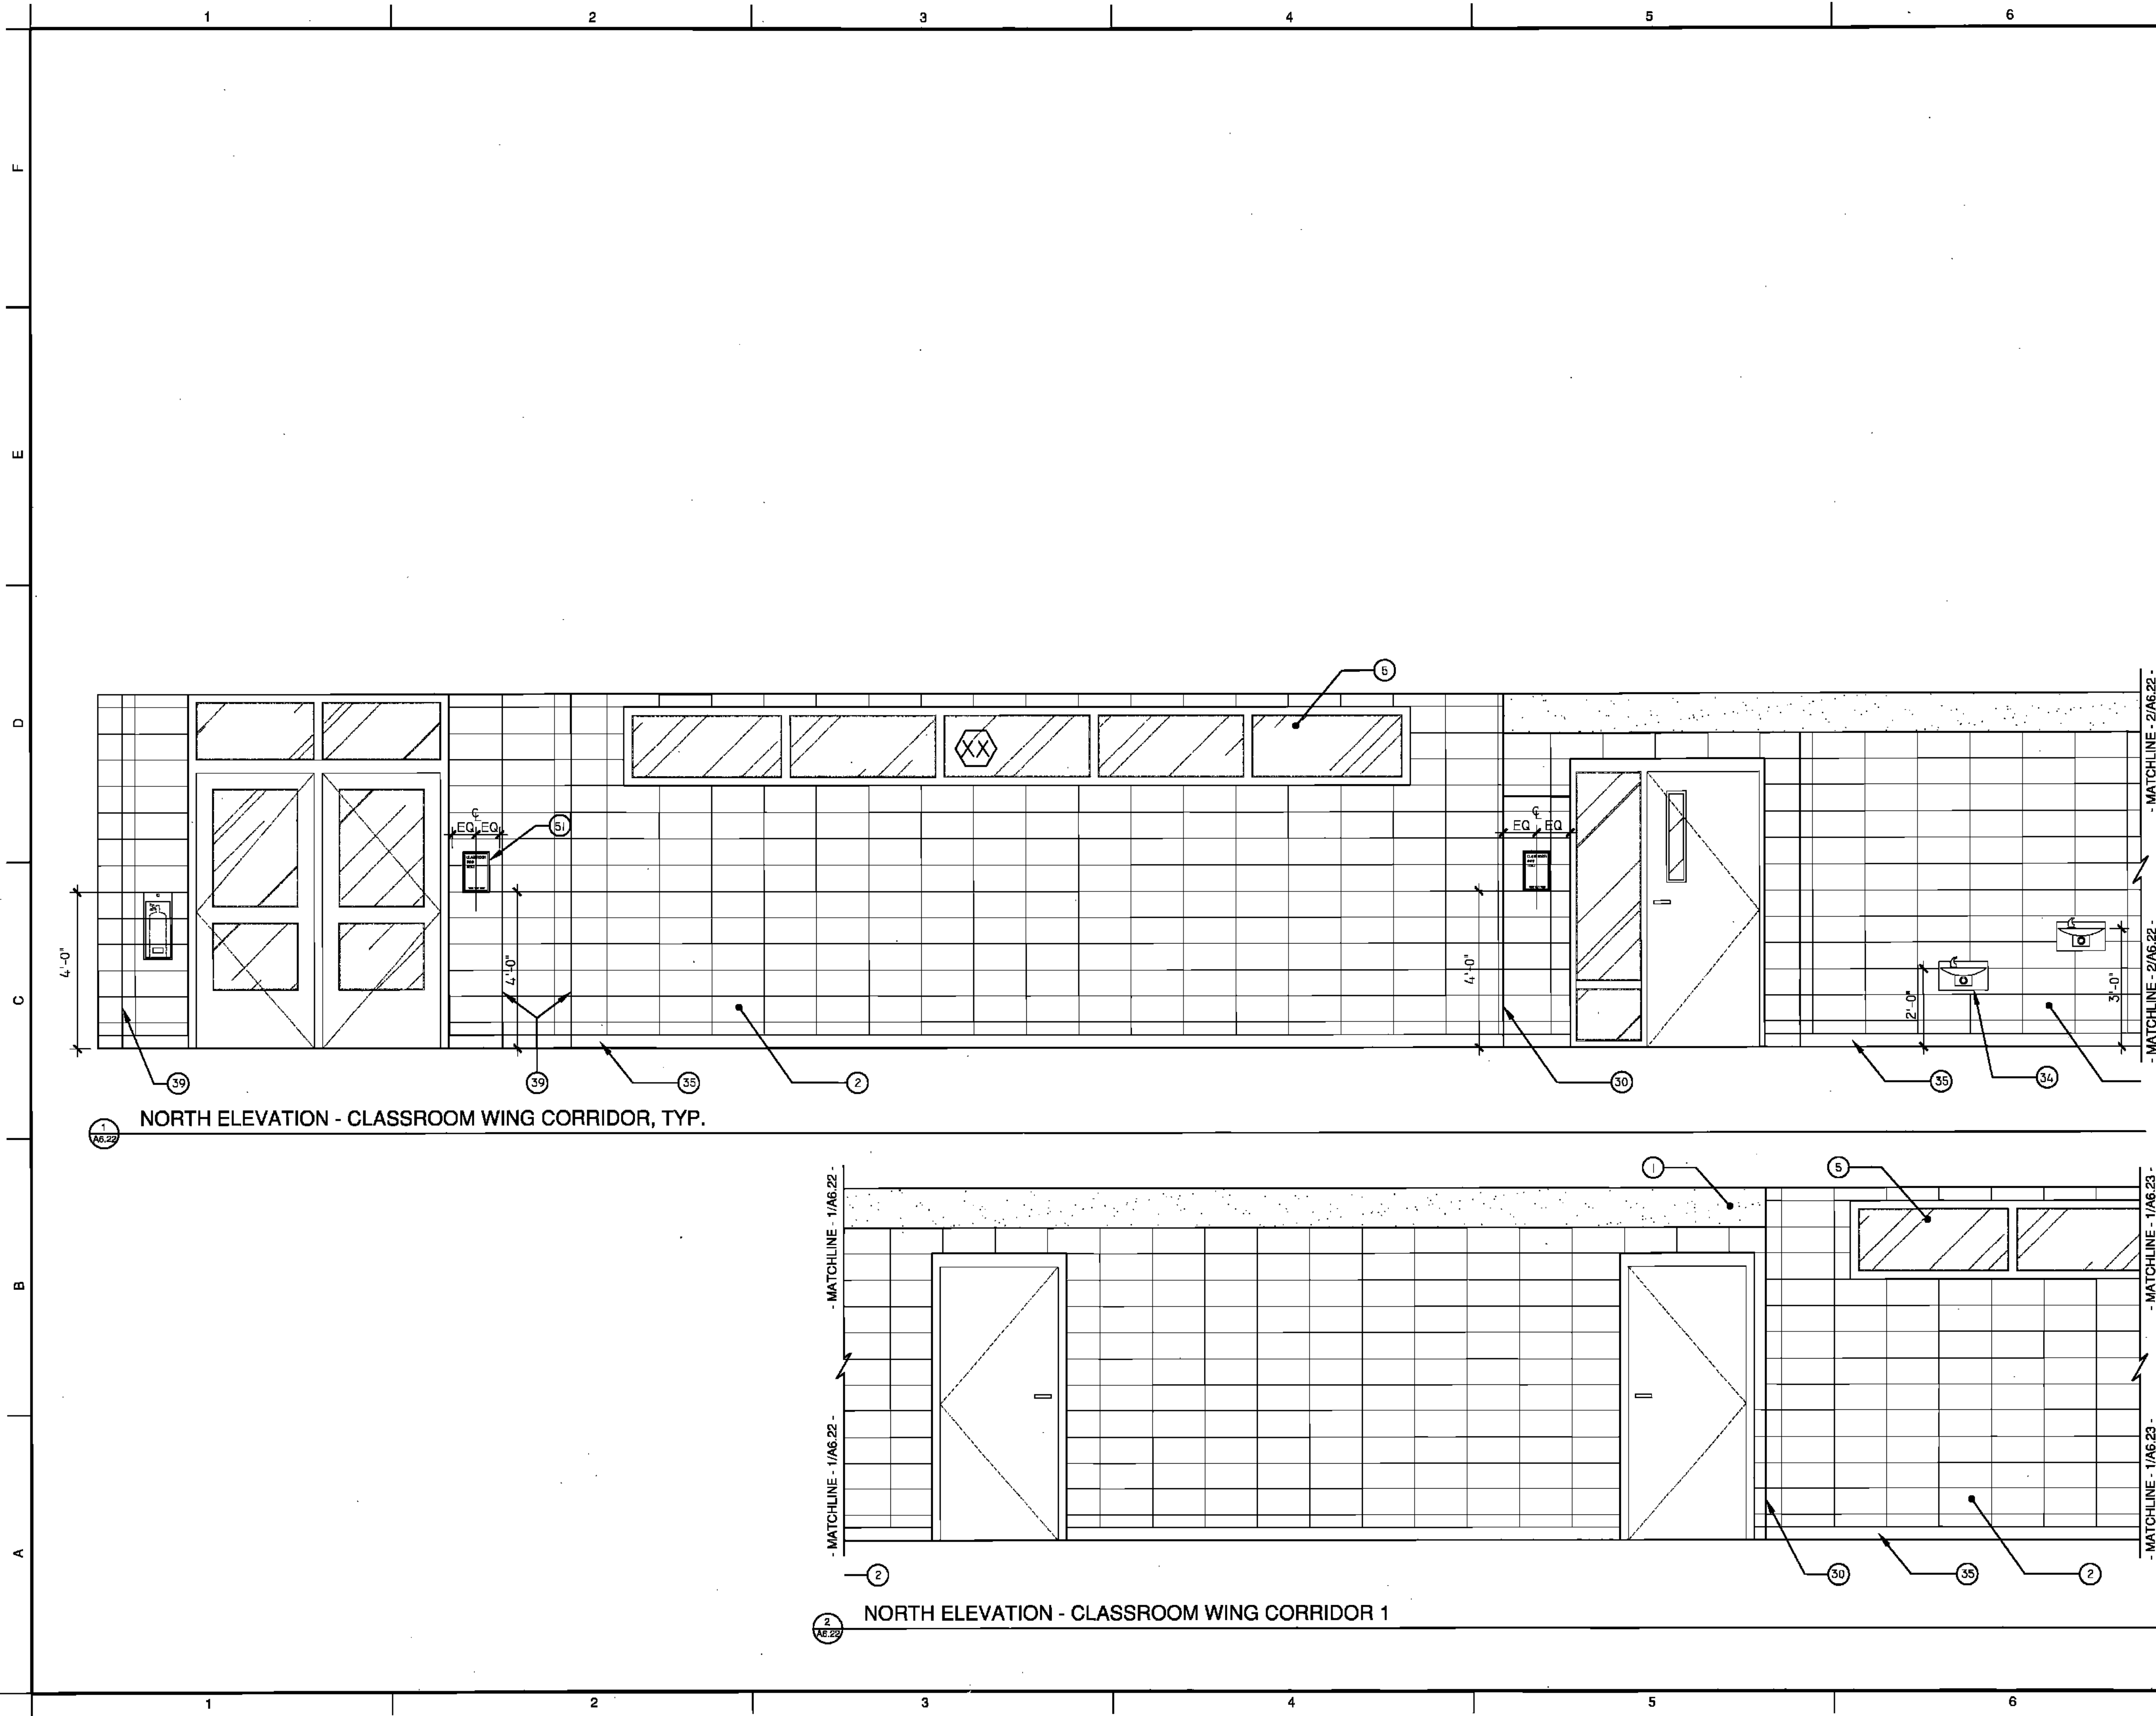 1 2 3 4 5 6
F
E
D
C
B
A
5
XX
℄
EQ EQ
51
CLASSROOM
℄
EQ EQ
4'-0"
4'-0"
4'-0"
2'-0"
3'-0"
- MATCHLINE - 2/A6.22 -
- MATCHLINE - 2/A6.22 -
39
39
35
2
30
35
34
1
A6.22
NORTH ELEVATION - CLASSROOM WING CORRIDOR, TYP.
- MATCHLINE - 1/A6.22 -
- MATCHLINE - 1/A6.22 -
1
5
- MATCHLINE - 1/A6.23 -
- MATCHLINE - 1/A6.23 -
2
30
35
2
2
A6.22
NORTH ELEVATION - CLASSROOM WING CORRIDOR 1
1 2 3 4 5 6